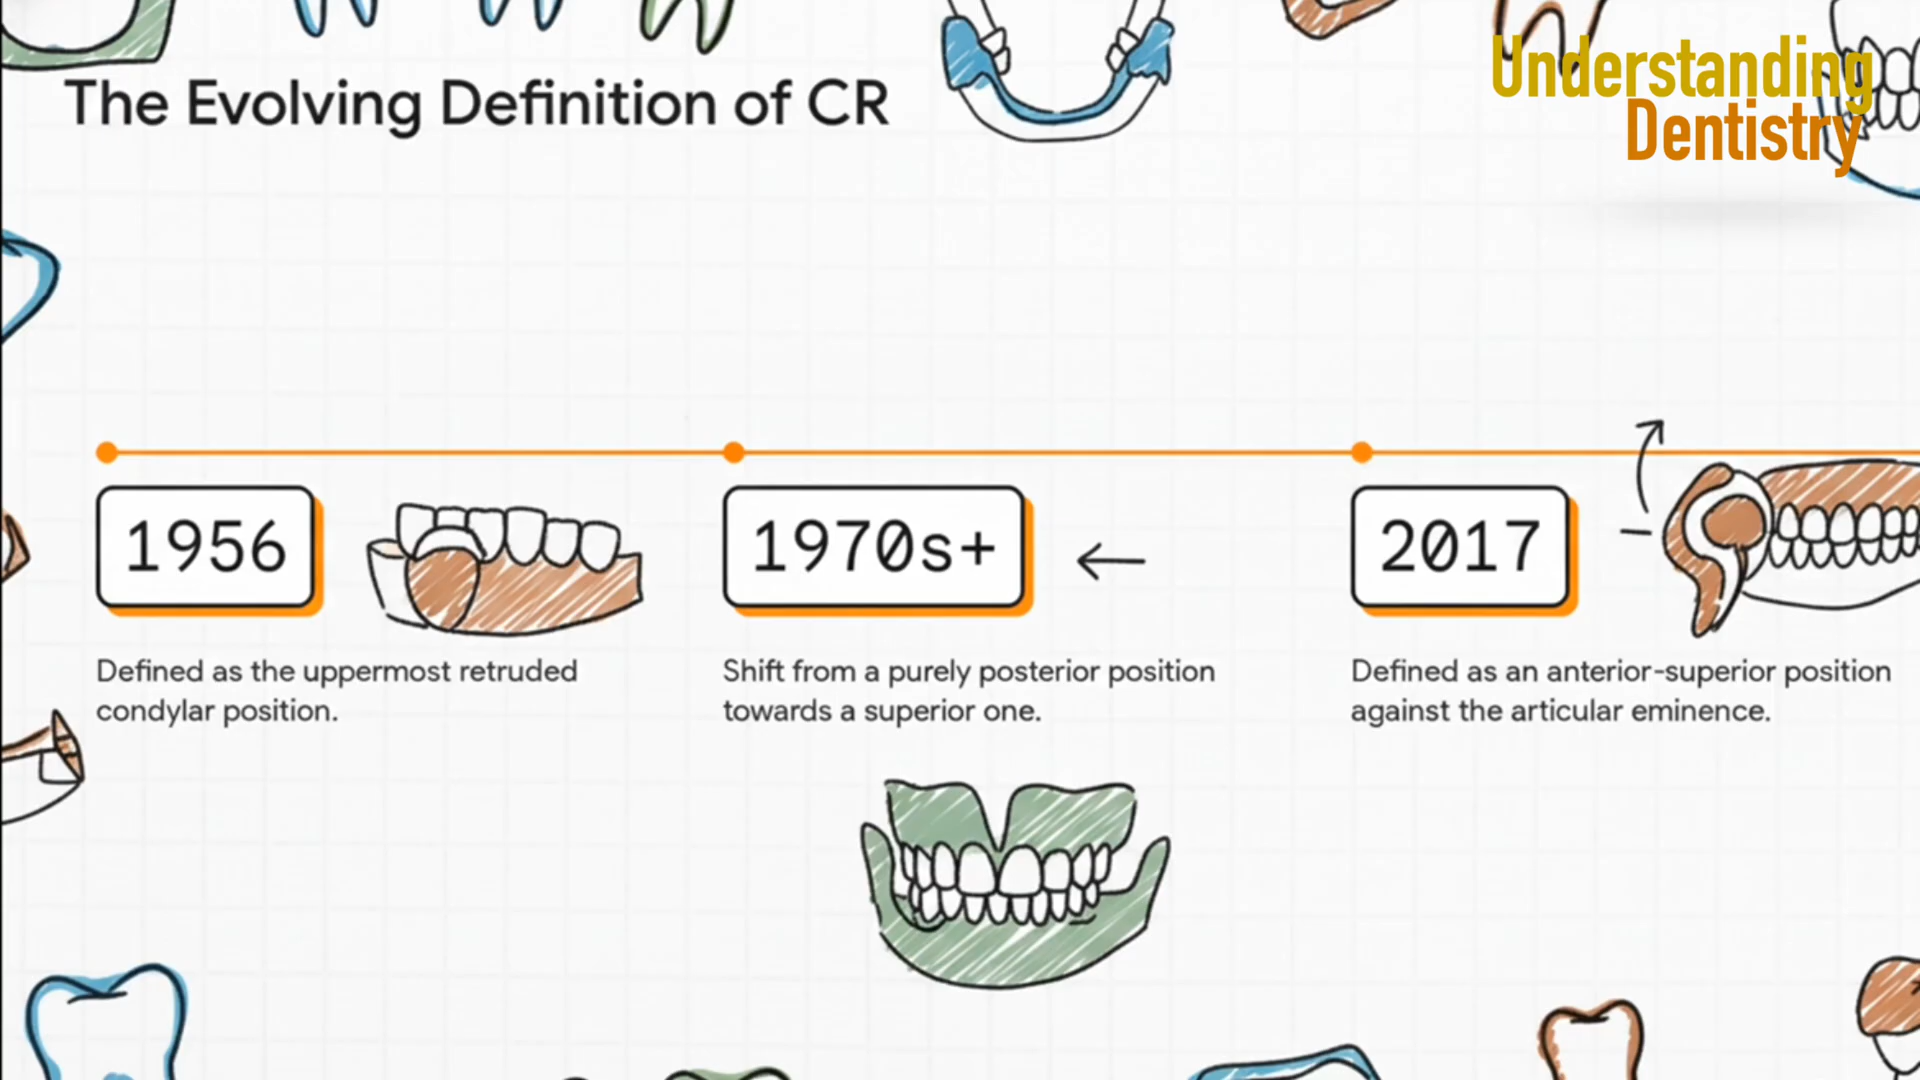 The Evolving Definition of CR
Understanding
Dentistry
1956
Defined as the uppermost retruded
condylar position.
1970s+
Shift from a purely posterior position
towards a superior one.
2017
Defined as an anterior-superior position
against the articular eminence.